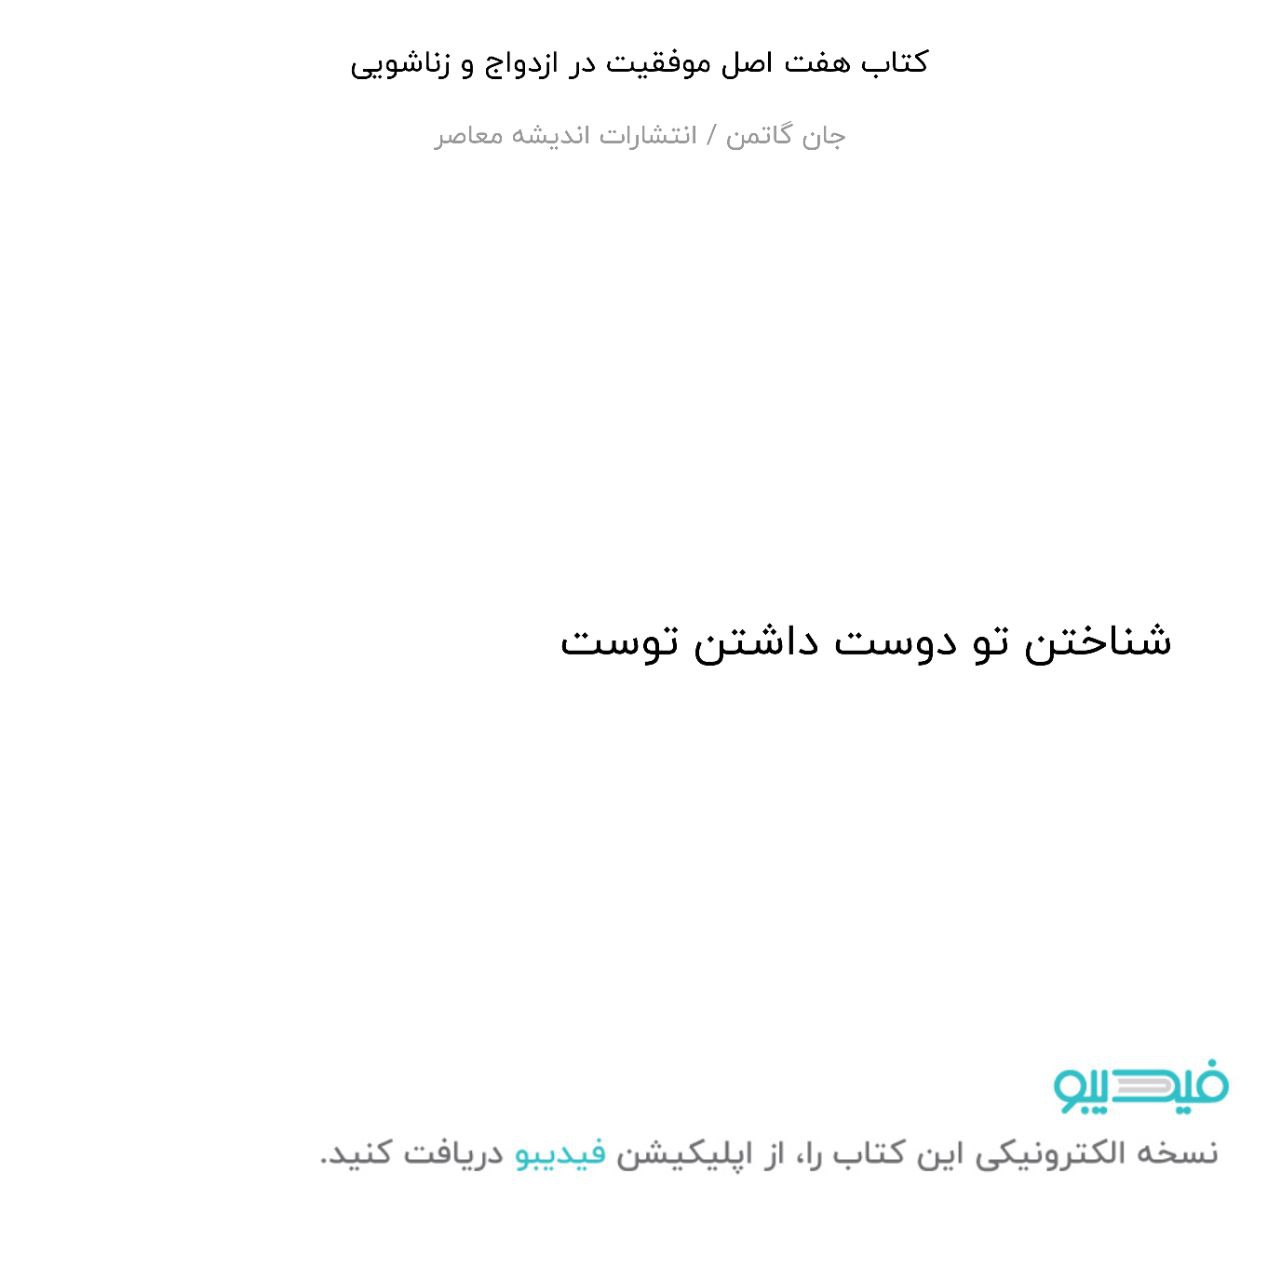 کتاب هفت اصل موفقیت در ازدواج و زناشویی
جان گاتمن / انتشارات اندیشه معاصر
شناختن تو دوست داشتن توست
فیدیبو
نسخه الکترونیکی این کتاب را، از اپلیکیشن فیدیبو دریافت کنید.